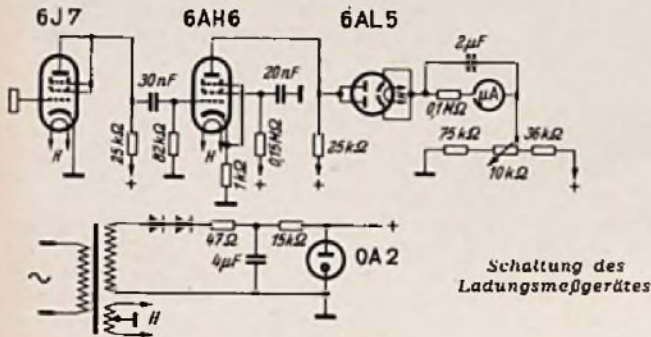 6J7 6AH6 6AL5
2µF
30nF 20nF
0,1MΩ µA
25kΩ 82kΩ H 1kΩ 0,15MΩ 25kΩ 75kΩ 10kΩ 36kΩ
H
+ + + +
47Ω 15kΩ +
4µF 0A2
~
H
Schaltung des
Ladungsmeßgerätes